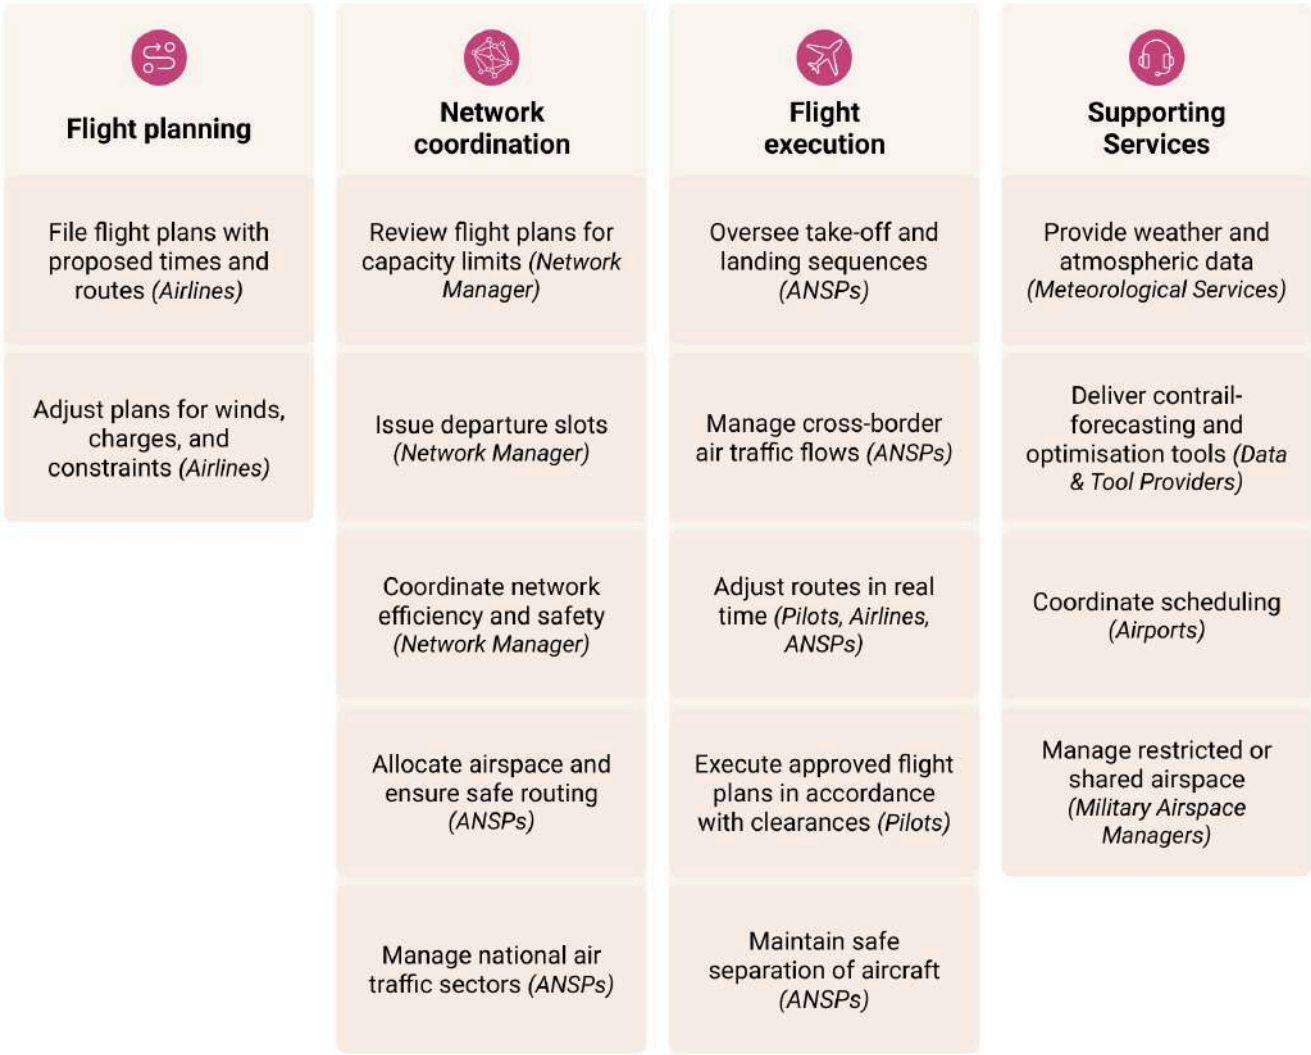 Flight planning
File flight plans with
proposed times and
routes (Airlines)
Adjust plans for winds,
charges, and
constraints (Airlines)
Network
coordination
Review flight plans for
capacity limits (Network
Manager)
Issue departure slots
(Network Manager)
Coordinate network
efficiency and safety
(Network Manager)
Allocate airspace and
ensure safe routing
(ANSPs)
Manage national air
traffic sectors (ANSPs)
Flight
execution
Oversee take-off and
landing sequences
(ANSPs)
Manage cross-border
air traffic flows (ANSPs)
Adjust routes in real
time (Pilots, Airlines,
ANSPs)
Execute approved flight
plans in accordance
with clearances (Pilots)
Maintain safe
separation of aircraft
(ANSPs)
Supporting
Services
Provide weather and
atmospheric data
(Meteorological Services)
Deliver contrail-
forecasting and
optimisation tools (Data
& Tool Providers)
Coordinate scheduling
(Airports)
Manage restricted or
shared airspace
(Military Airspace
Managers)